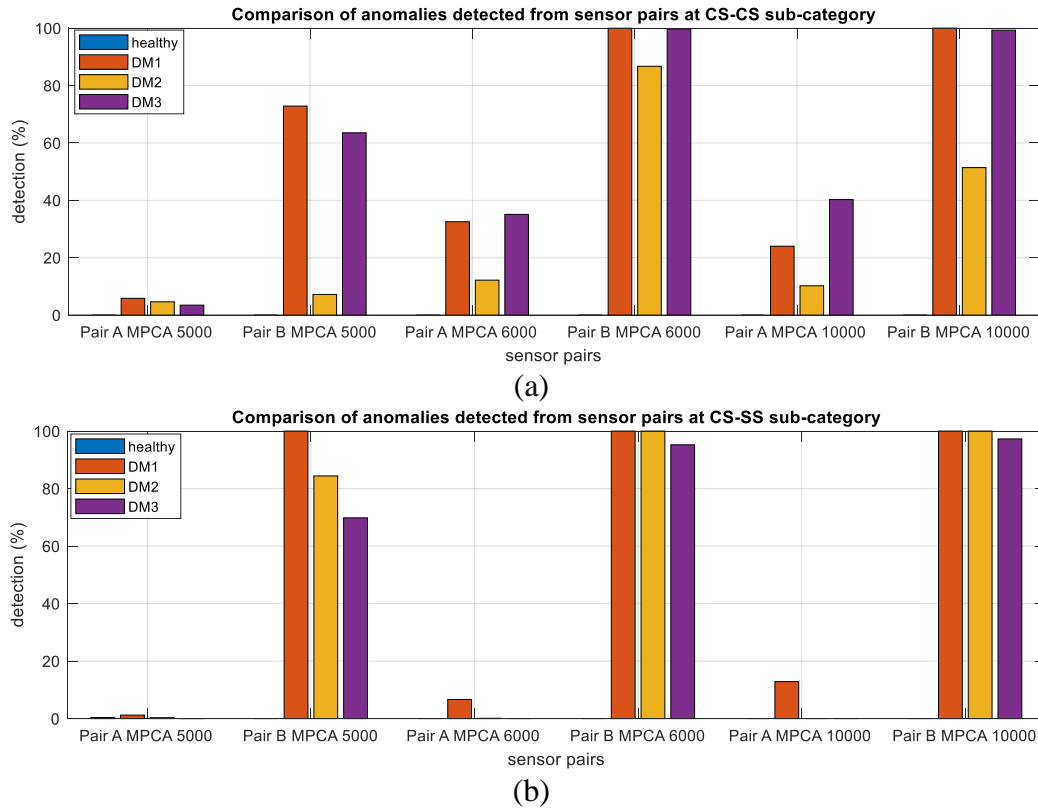 Comparison of anomalies detected from sensor pairs at CS-CS sub-category
100
80
60
40
20
0
detection (%)
healthy
DM1
DM2
DM3
Pair A MPCA 5000 Pair B MPCA 5000 Pair A MPCA 6000 Pair B MPCA 6000 Pair A MPCA 10000 Pair B MPCA 10000
sensor pairs
(a)
Comparison of anomalies detected from sensor pairs at CS-SS sub-category
100
80
60
40
20
0
detection (%)
healthy
DM1
DM2
DM3
Pair A MPCA 5000 Pair B MPCA 5000 Pair A MPCA 6000 Pair B MPCA 6000 Pair A MPCA 10000 Pair B MPCA 10000
sensor pairs
(b)